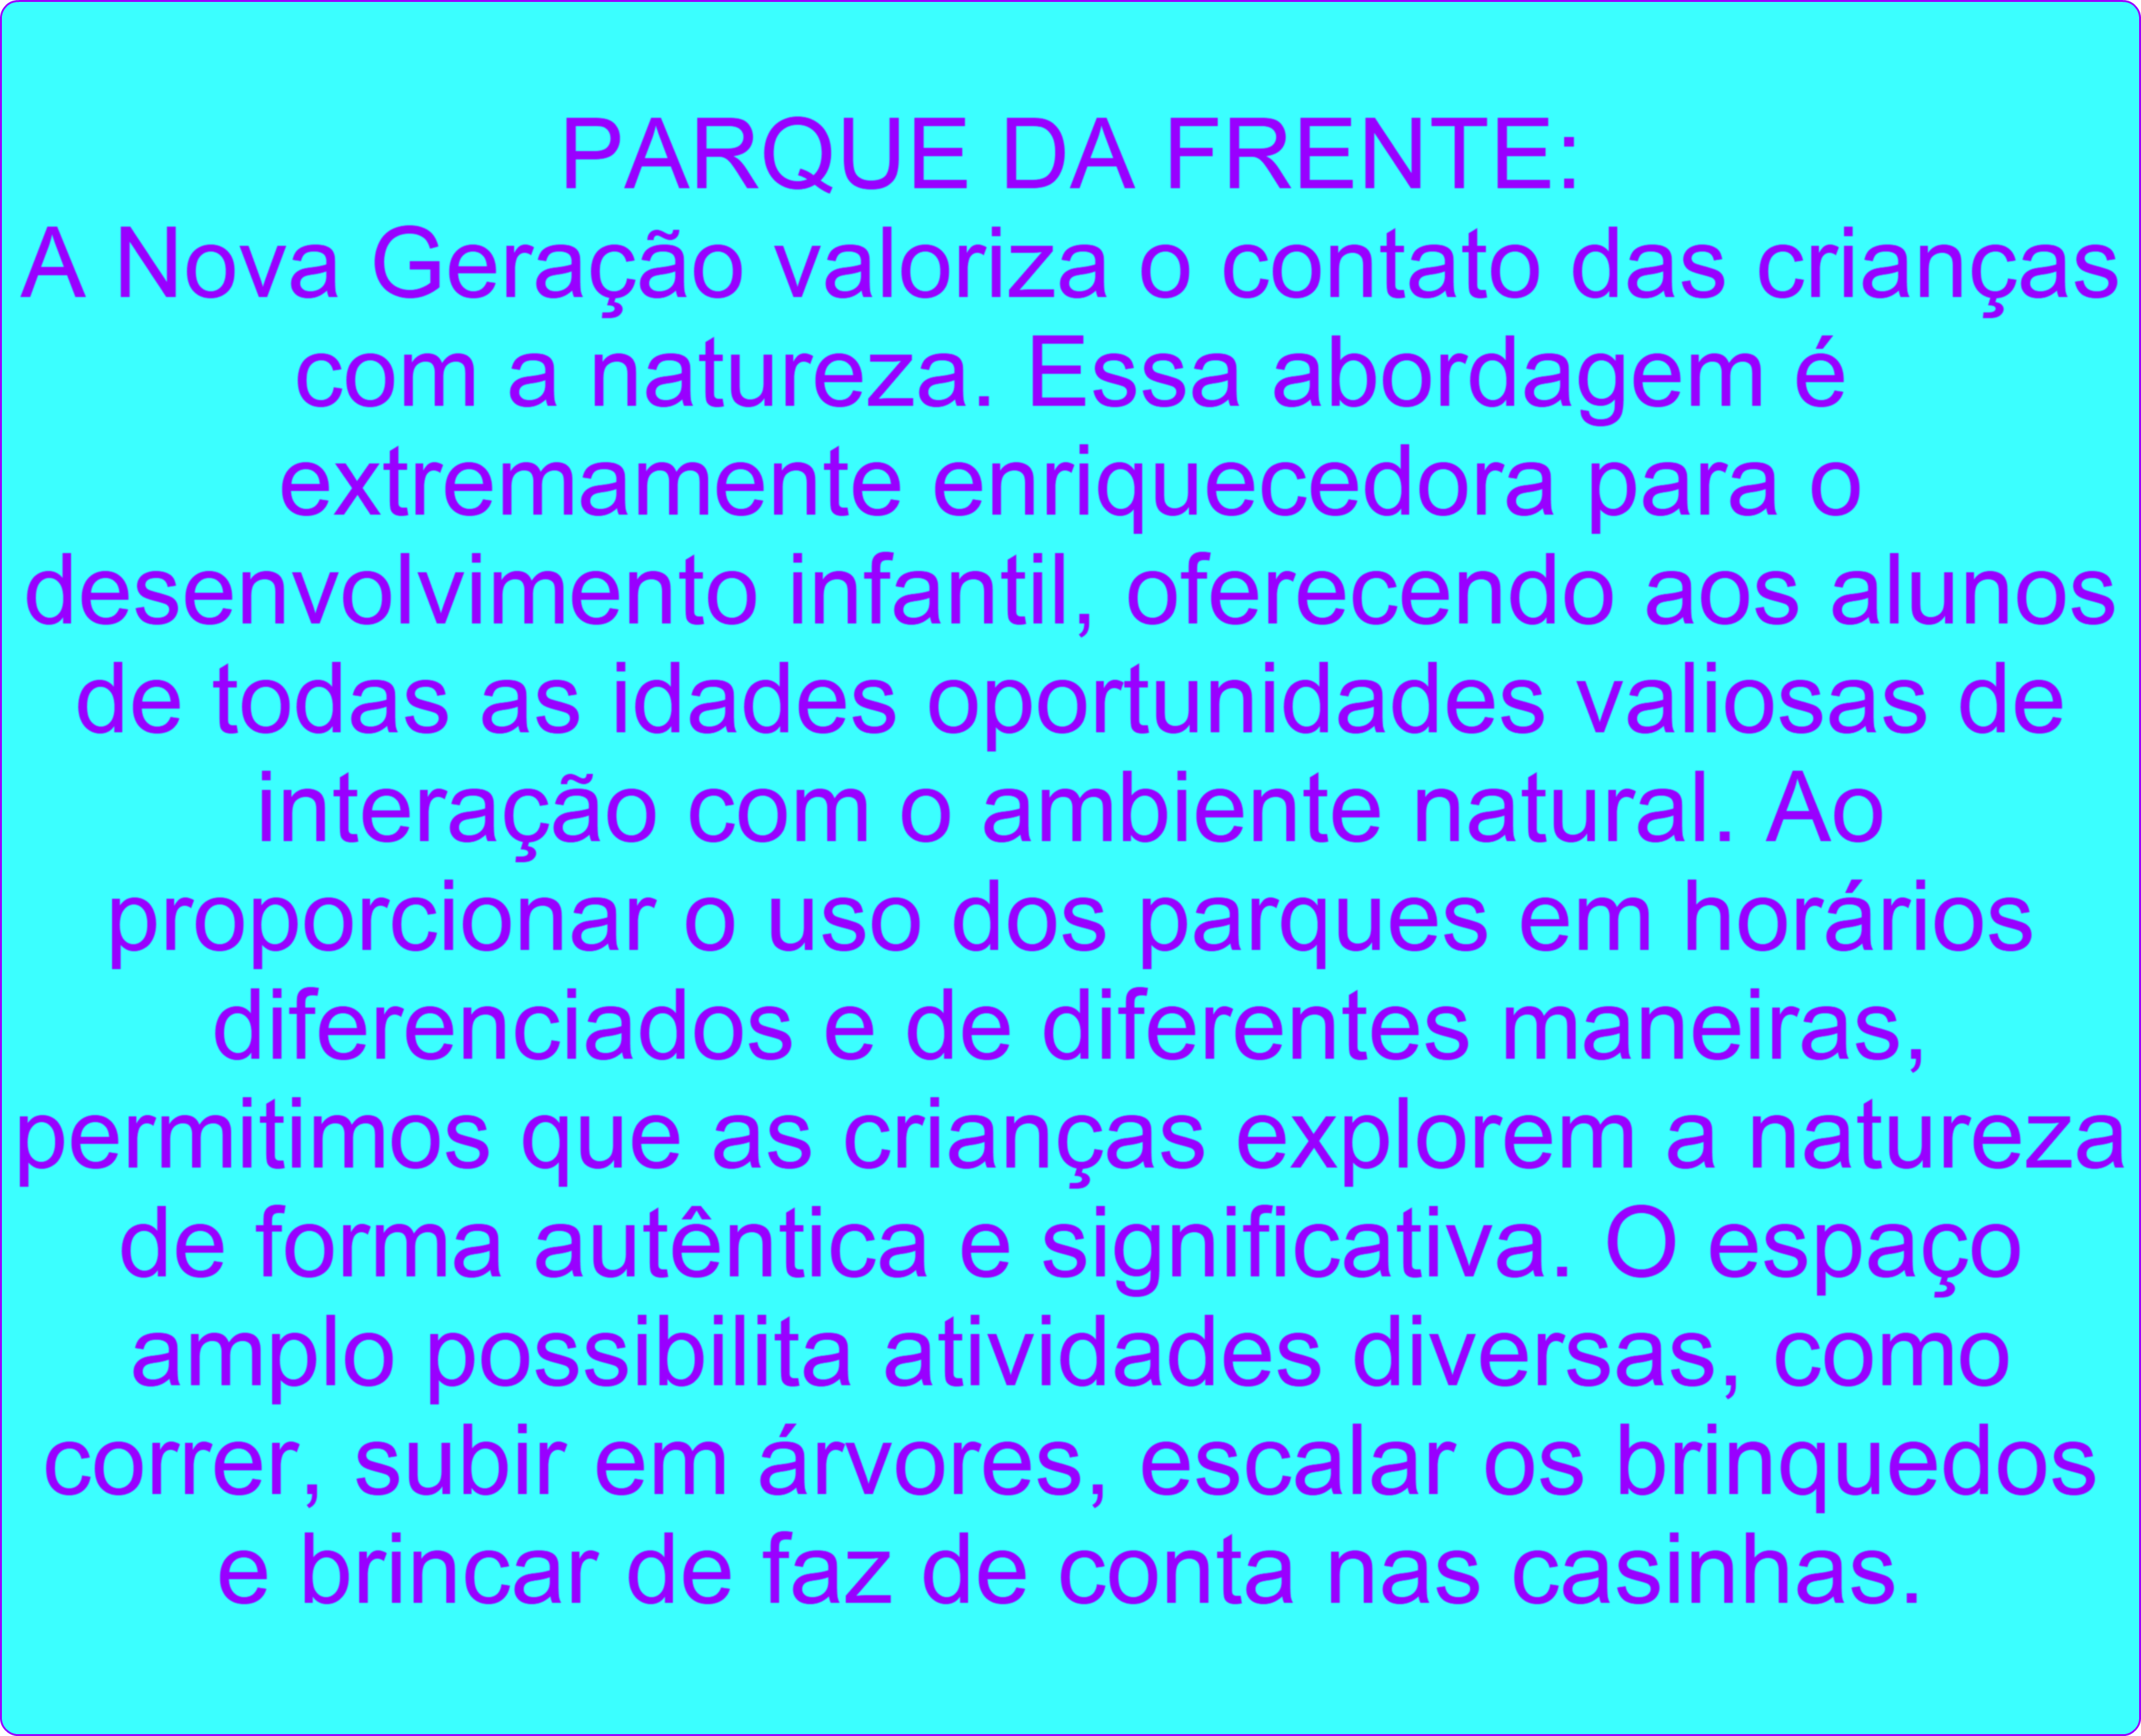 PARQUE DA FRENTE:
A Nova Geração valoriza o contato das crianças
com a natureza. Essa abordagem é
extremamente enriquecedora para o
desenvolvimento infantil, oferecendo aos alunos
de todas as idades oportunidades valiosas de
interação com o ambiente natural. Ao
proporcionar o uso dos parques em horários
diferenciados e de diferentes maneiras,
permitimos que as crianças explorem a natureza
de forma autêntica e significativa. O espaço
amplo possibilita atividades diversas, como
correr, subir em árvores, escalar os brinquedos
e brincar de faz de conta nas casinhas.